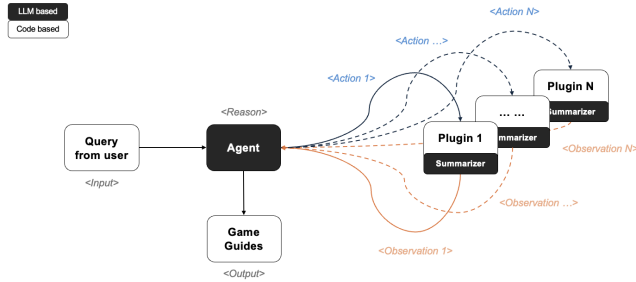 LLM based
Code based
<Action N>
<Action …>
<Action 1>
Plugin N
Summarizer
… …
Summarizer
Plugin 1
Summarizer
<Reason>
Query
from user
Agent
<Input>
<Observation N>
<Observation …>
<Observation 1>
Game
Guides
<Output>